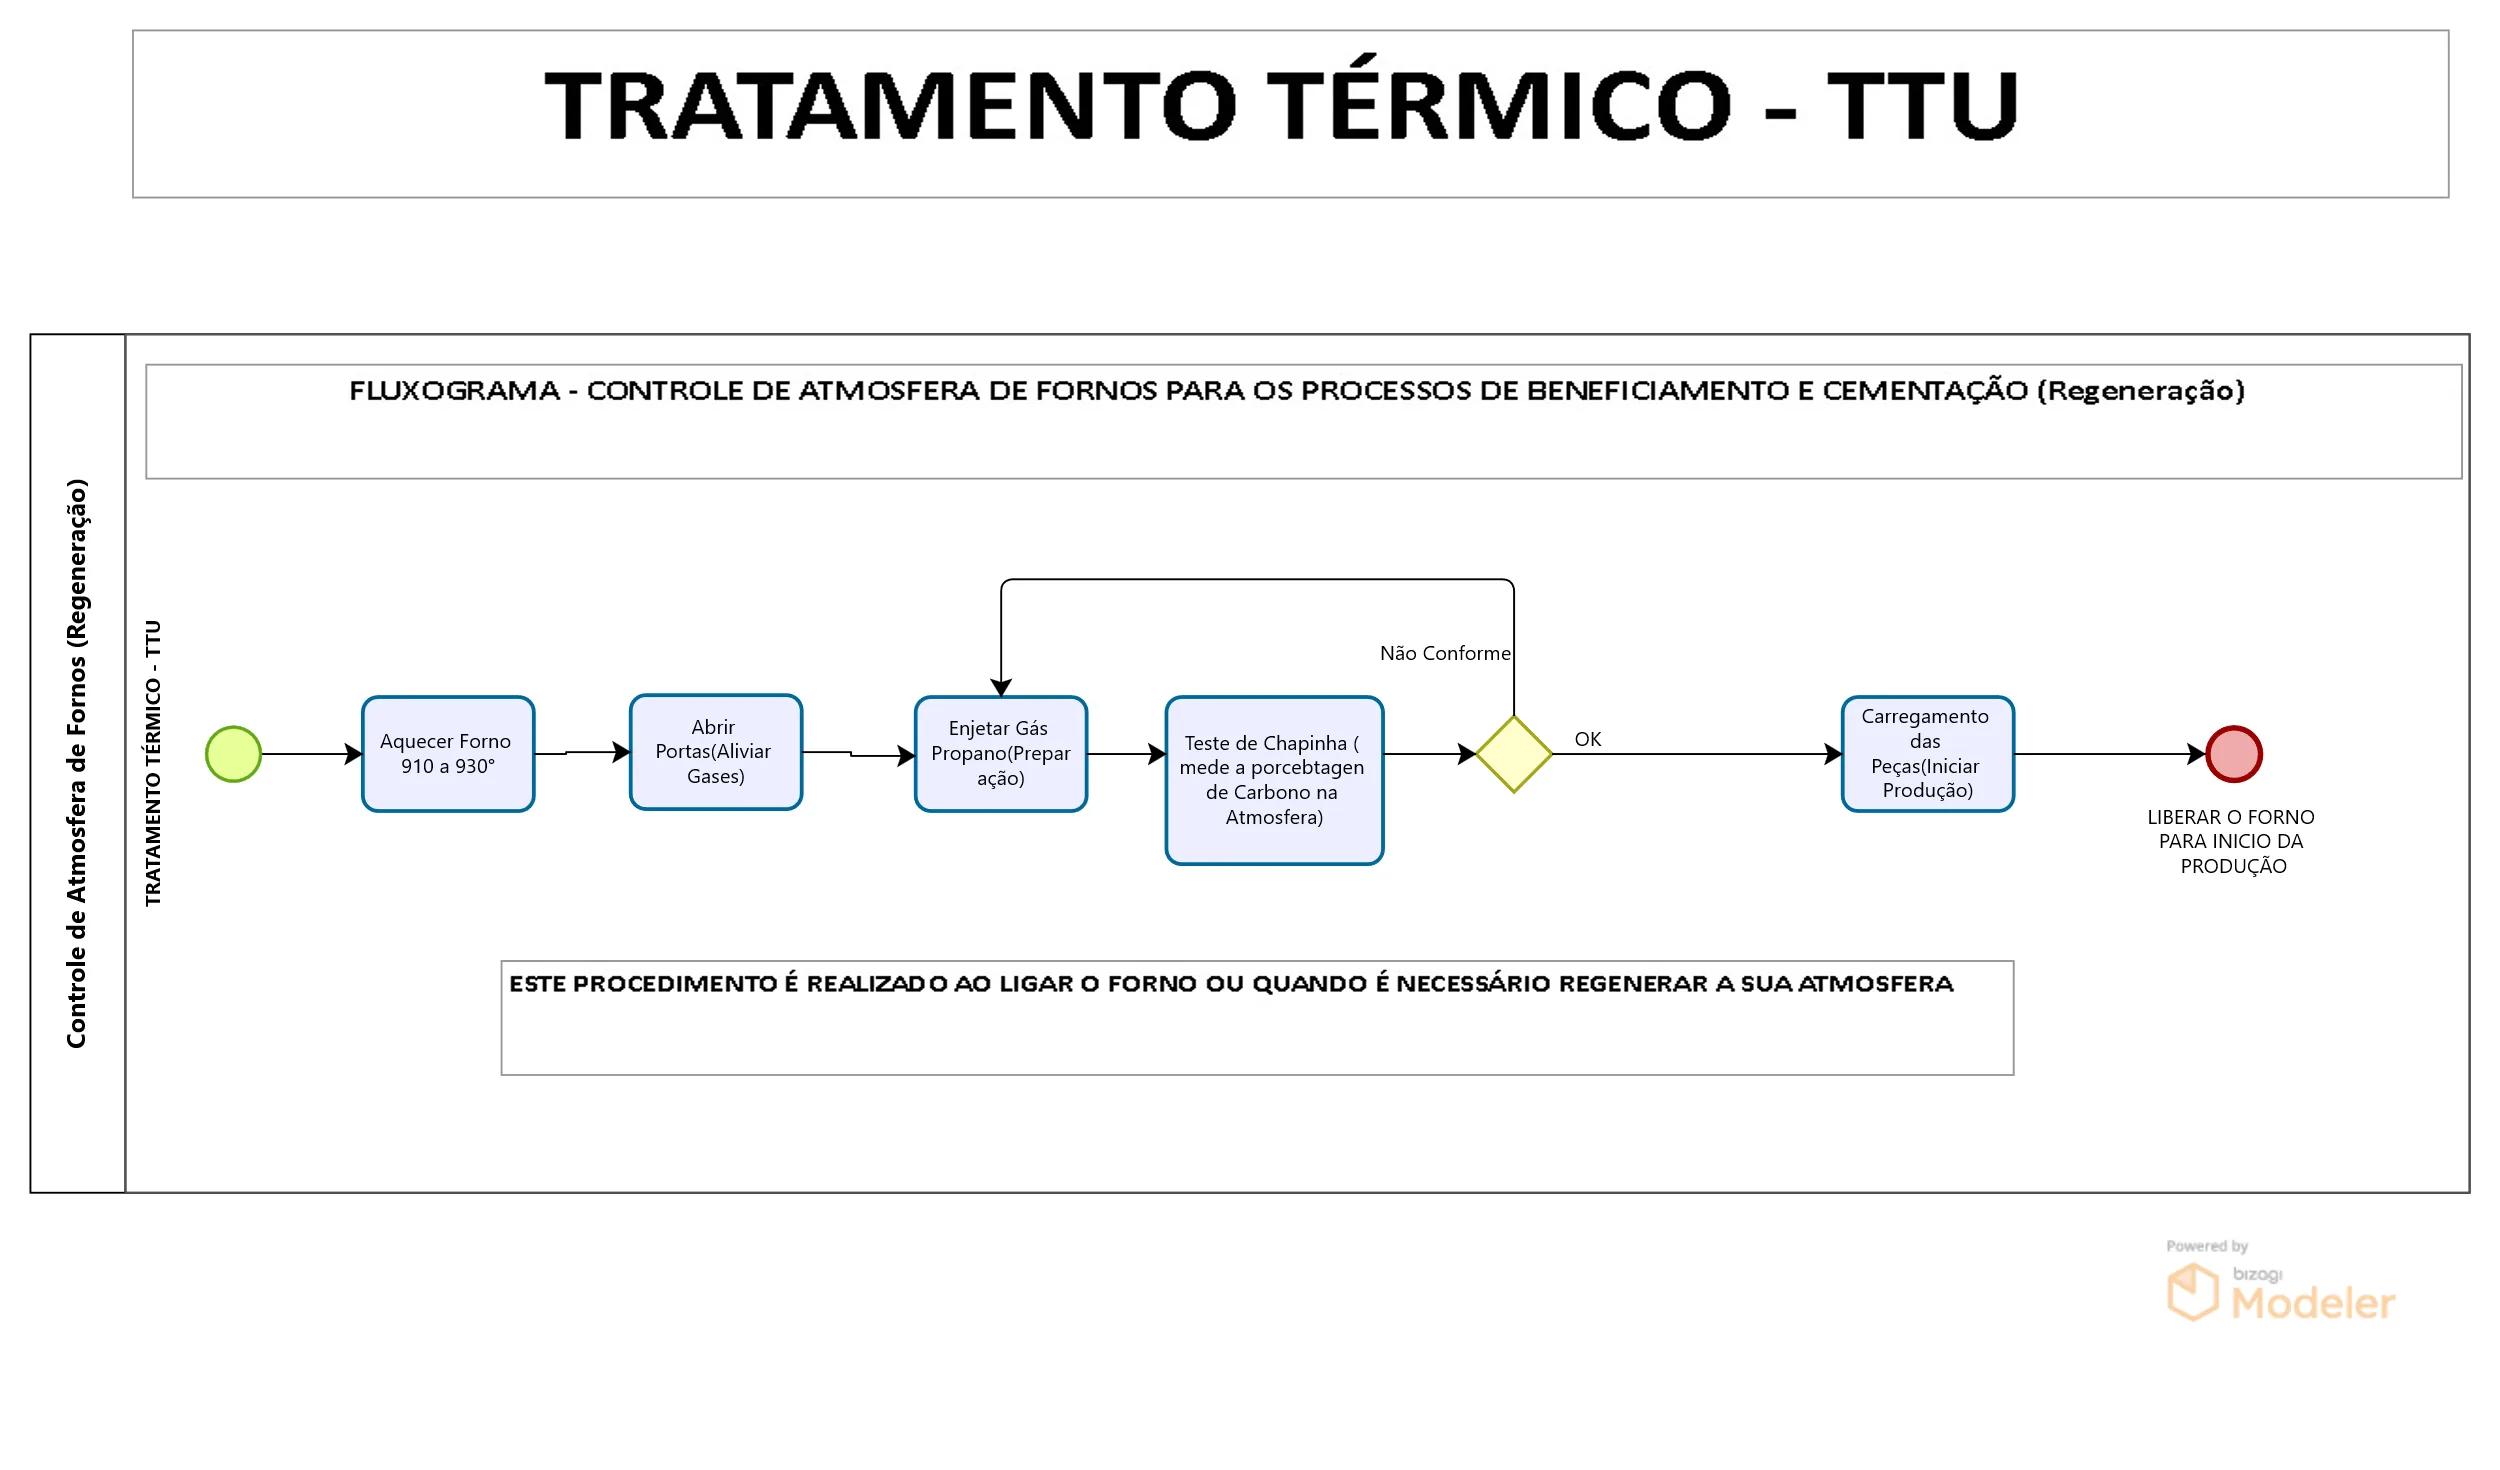 TRATAMENTO TÉRMICO - TTU
Controle de Atmosfera de Fornos (Regeneração)
TRATAMENTO TÉRMICO - TTU
FLUXOGRAMA - CONTROLE DE ATMOSFERA DE FORNOS PARA OS PROCESSOS DE BENEFICIAMENTO E CEMENTAÇÃO (Regeneração)
Aquecer Forno
910 a 930°
Abrir
Portas(Aliviar
Gases)
Enjetar Gás
Propano(Prepar
ação)
Teste de Chapinha (
mede a porcebtagen
de Carbono na
Atmosfera)
Não Conforme
OK
Carregamento
das
Peças(Iniciar
Produção)
LIBERAR O FORNO
PARA INICIO DA
PRODUÇÃO
ESTE PROCEDIMENTO É REALIZADO AO LIGAR O FORNO OU QUANDO É NECESSÁRIO REGENERAR A SUA ATMOSFERA
Powered by
bizagi
Modeler